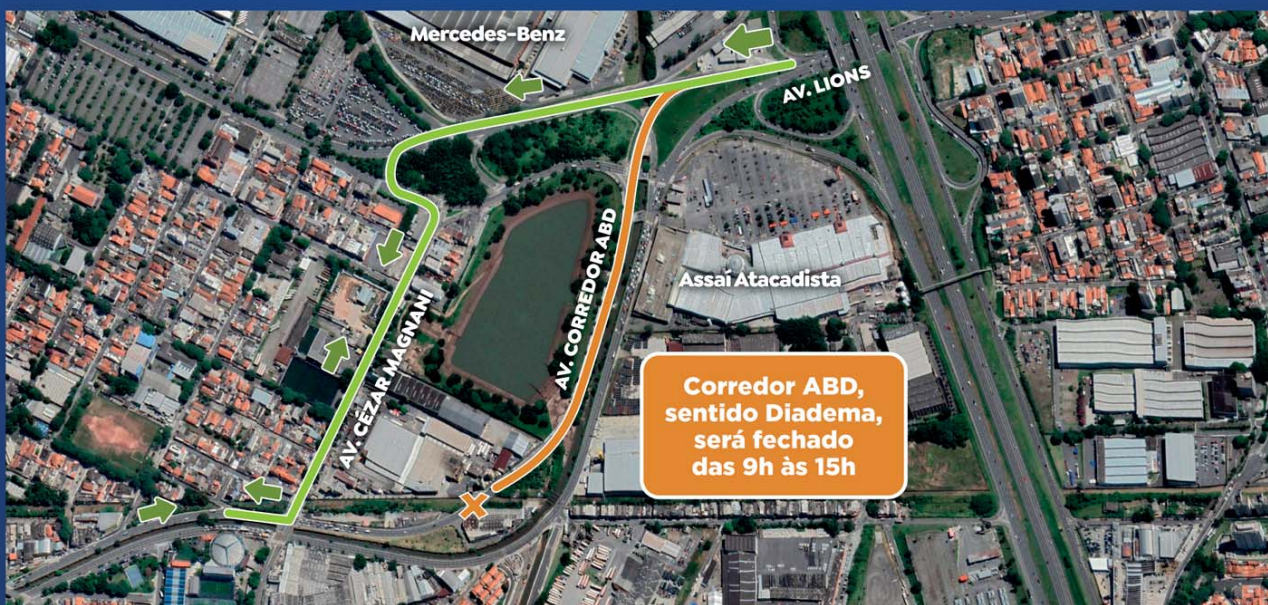 Mercedes-Benz
AV. LIONS
AV. CORREDOR ABD
Assaí Atacadista
AV. CÉZAR MAGNANI
Corredor ABD,
sentido Diadema,
será fechado
das 9h às 15h